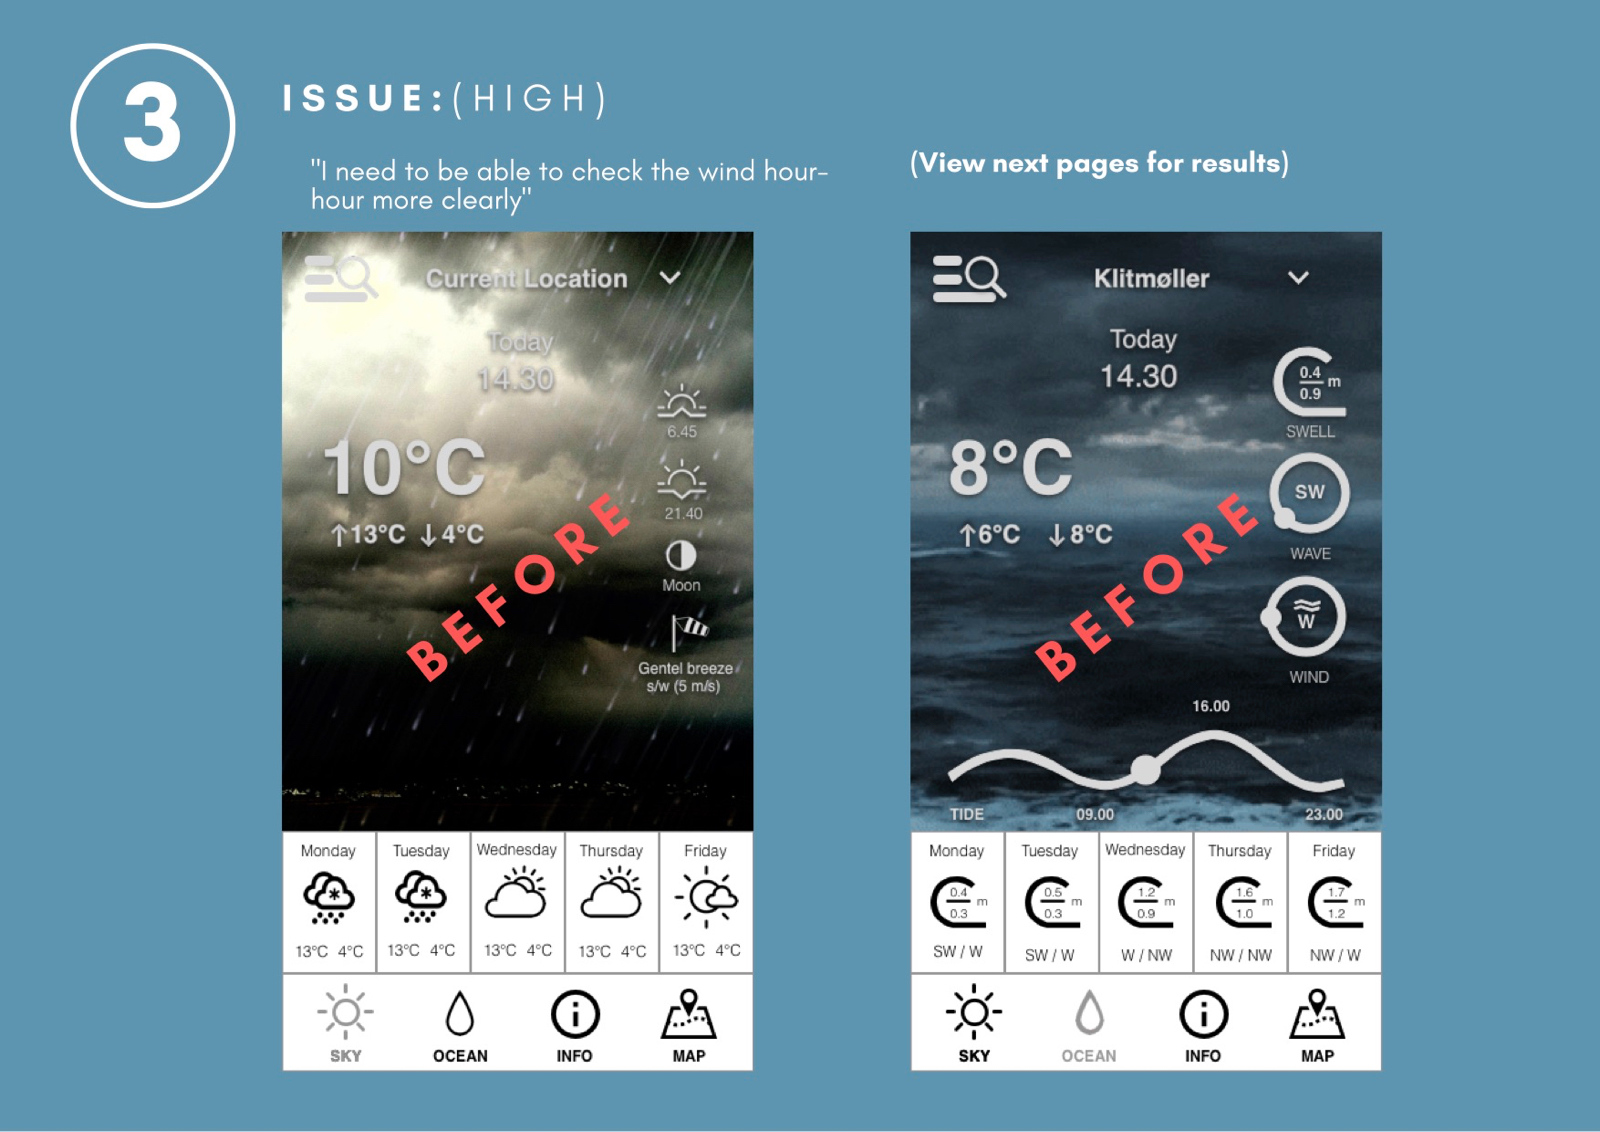 3
ISSUE:(HIGH)
"I need to be able to check the wind hour-
hour more clearly"
(View next pages for results)
Current Location
Today
14.30
10°C
↑13°C ↓4°C
6.45
21.40
Moon
Gentel breeze
s/w (5 m/s)
BEFORE
Monday Tuesday Wednesday Thursday Friday
13°C 4°C 13°C 4°C 13°C 4°C 13°C 4°C 13°C 4°C
SKY OCEAN INFO MAP
Klitmøller
Today
14.30
8°C
↑6°C ↓8°C
0.4
0.9 m
SWELL
SW
WAVE
W
WIND
BEFORE
16.00
TIDE 09.00 23.00
Monday Tuesday Wednesday Thursday Friday
0.4 0.5 1.2 1.6 1.7
m m m m m
0.3 0.3 0.9 1.0 1.2
SW / W SW / W W / NW NW / NW NW / W
SKY OCEAN INFO MAP